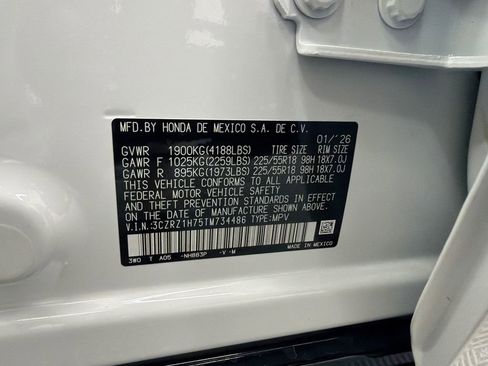 MFD.BY HONDA DE MEXICO S.A. DE C.V.
01/'26
GVWR 1900KG(4188LBS) TIRE SIZE RIM SIZE
GAWR F 1025KG(2259LBS) 225/55R18 98H 18X7.0J
GAWR R 895KG(1973LBS) 225/55R18 98H 18X7.0J
THIS VEHICLE CONFORMS TO ALL APPLICABLE
FEDERAL MOTOR VEHICLE SAFETY
AND THEFT PREVENTION STANDARDS IN EFFECT
ON THE DATE OF MANUFACTURE SHOWN ABOVE.
V.I.N.:3CZRZ1H75TM734486 TYPE:MPV
3W0 T A05 -NH883P -V-M
MADE IN MEXICO